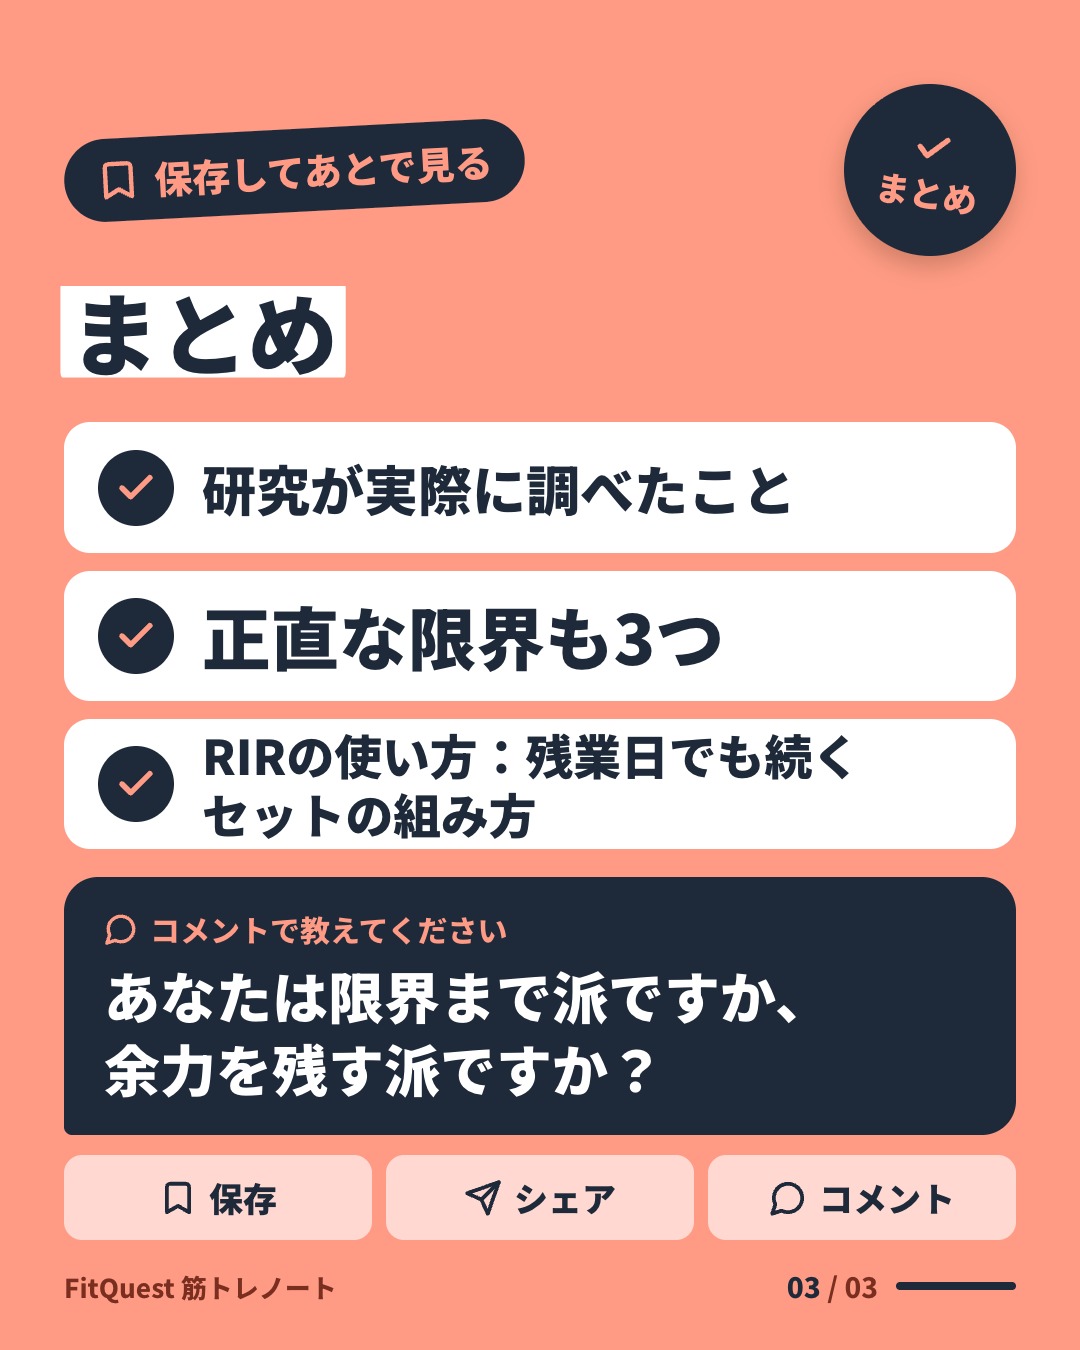 保存してあとで見る
まとめ
まとめ
研究が実際に調べたこと
正直な限界も3つ
RIRの使い方：残業日でも続く
セットの組み方
コメントで教えてください
あなたは限界まで派ですか、
余力を残す派ですか？
保存
シェア
コメント
FitQuest 筋トレノート
03 / 03